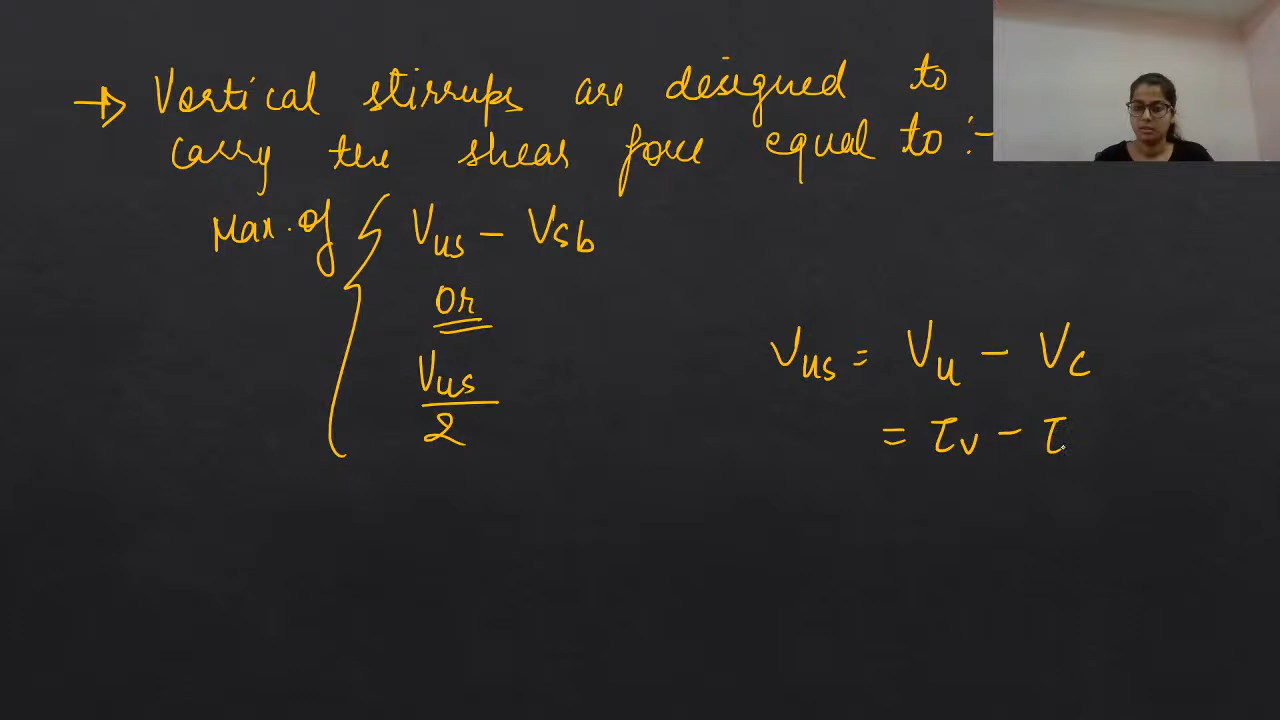 → Vertical stirrups are designed to
carry the shear force equal to :-
Max. of { Vus - Vsb
or
Vus
2
Vus = Vu - Vc
= τv - τ